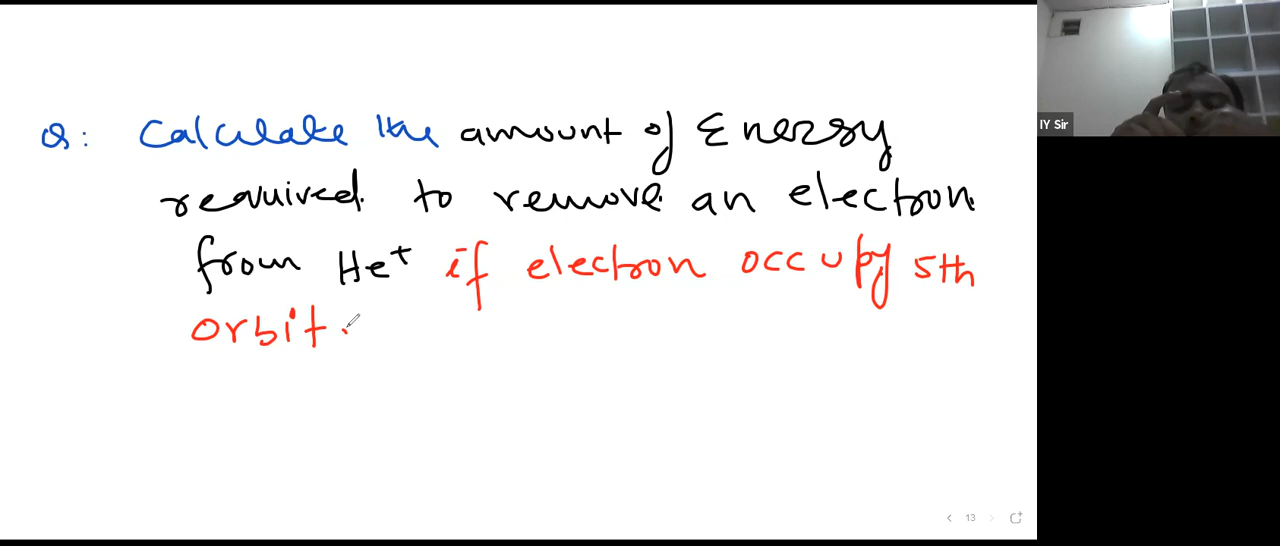 Q: Calculate the amount of Energy
required to remove an electron
from He+ if electron occupy 5th
orbit.
IY Sir
13